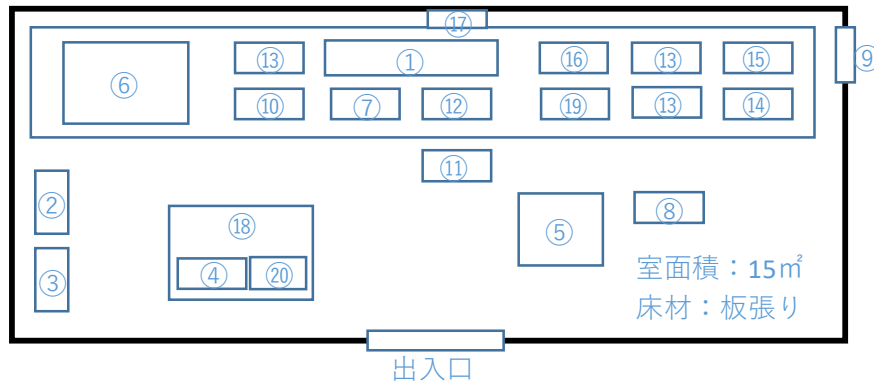 ⑰
⑬ ① ⑯ ⑬ ⑮
⑨
⑥
⑩ ⑦ ⑫ ⑲ ⑬ ⑭
⑪
②
⑧
⑱
⑤
④ ⑳
③
室面積：15㎡
床材：板張り
出入口